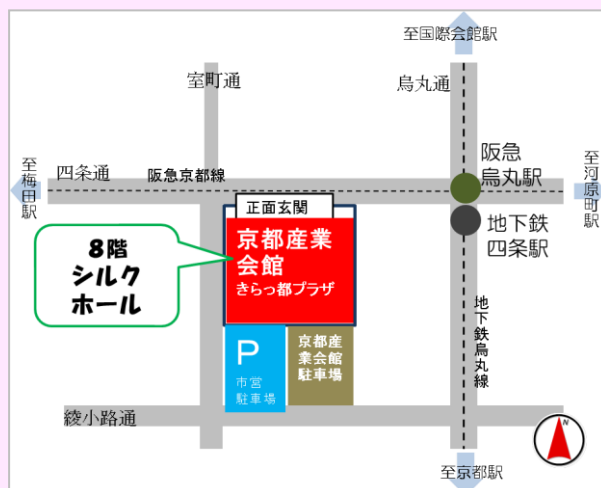 至国際会館駅
室町通
烏丸通
至梅田駅
四条通
阪急京都線
阪急
烏丸駅
至河原町駅
正面玄関
地下鉄
四条駅
8階
シルク
ホール
京都産業
会館
きらっ都プラザ
地下鉄烏丸線
P
市営
駐車場
京都産
業会館
駐車場
綾小路通
N
至京都駅